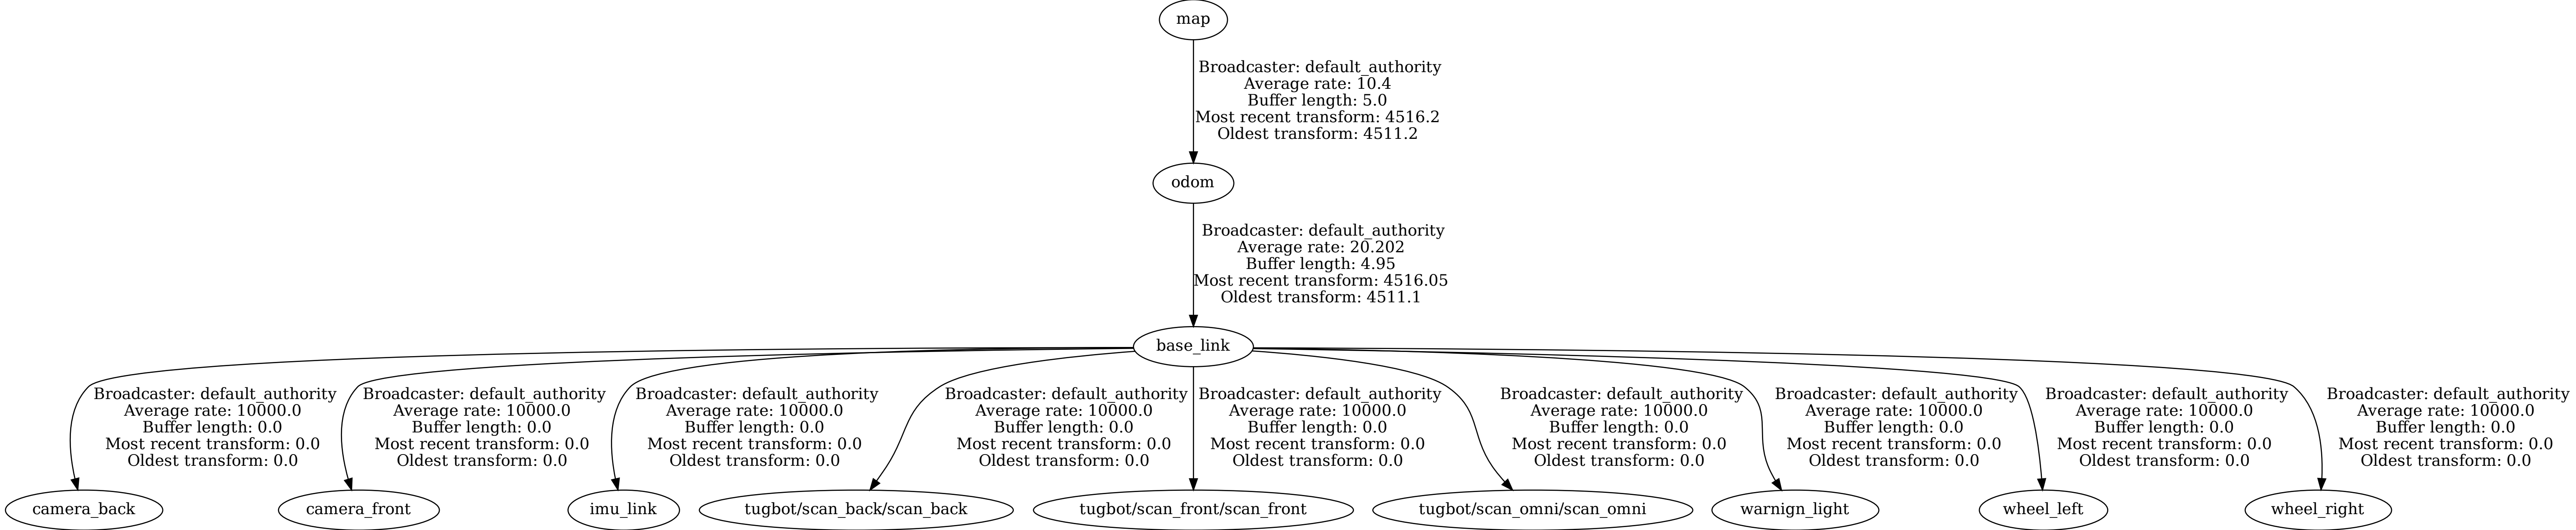 map
Broadcaster: default_authority
Average rate: 10.4
Buffer length: 5.0
Most recent transform: 4516.2
Oldest transform: 4511.2
odom
Broadcaster: default_authority
Average rate: 20.202
Buffer length: 4.95
Most recent transform: 4516.05
Oldest transform: 4511.1
base_link
Broadcaster: default_authority
Average rate: 10000.0
Buffer length: 0.0
Most recent transform: 0.0
Oldest transform: 0.0
Broadcaster: default_authority
Average rate: 10000.0
Buffer length: 0.0
Most recent transform: 0.0
Oldest transform: 0.0
Broadcaster: default_authority
Average rate: 10000.0
Buffer length: 0.0
Most recent transform: 0.0
Oldest transform: 0.0
Broadcaster: default_authority
Average rate: 10000.0
Buffer length: 0.0
Most recent transform: 0.0
Oldest transform: 0.0
Broadcaster: default_authority
Average rate: 10000.0
Buffer length: 0.0
Most recent transform: 0.0
Oldest transform: 0.0
Broadcaster: default_authority
Average rate: 10000.0
Buffer length: 0.0
Most recent transform: 0.0
Oldest transform: 0.0
Broadcaster: default_authority
Average rate: 10000.0
Buffer length: 0.0
Most recent transform: 0.0
Oldest transform: 0.0
Broadcaster: default_authority
Average rate: 10000.0
Buffer length: 0.0
Most recent transform: 0.0
Oldest transform: 0.0
Broadcaster: default_authority
Average rate: 10000.0
Buffer length: 0.0
Most recent transform: 0.0
Oldest transform: 0.0
camera_back
camera_front
imu_link
tugbot/scan_back/scan_back
tugbot/scan_front/scan_front
tugbot/scan_omni/scan_omni
warnign_light
wheel_left
wheel_right